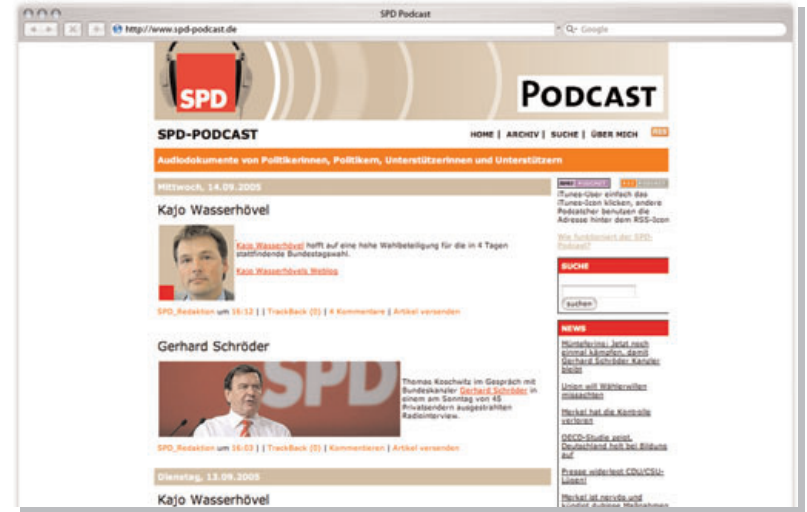 SPD Podcast
http://www.spd-podcast.de
Google
SPD
PODCAST
SPD-PODCAST
HOME | ARCHIV | SUCHE | ÜBER MICH
RSS
Audiodokumente von Politikerinnen, Politikern, Unterstützerinnen und Unterstützern
Mittwoch, 14.09.2005
Kajo Wasserhövel
Kajo Wasserhövel hofft auf eine hohe Wahlbeteiligung für die in 4 Tagen
stattfindende Bundestagswahl.
Kajo Wasserhövels Weblog
SPD_Redaktion um 16:12 | | TrackBack (0) | 4 Kommentare | Artikel versenden
Gerhard Schröder
SPD
Thomas Koschwitz im Gespräch mit
Bundeskanzler Gerhard Schröder in
einem am Sonntag von 45
Privatsendern ausgestrahlten
Radiointerview.
SPD_Redaktion um 16:03 | | TrackBack (0) | Kommentieren | Artikel versenden
Dienstag, 13.09.2005
Kajo Wasserhövel
PODCAST
PODCAST
iTunes-User einfach das
iTunes-Icon klicken, andere
Podcatcher benutzen die
Adresse hinter dem RSS-Icon
Wie funktioniert der SPD-
Podcast?
SUCHE
suchen
NEWS
Müntefering: Jetzt noch
einmal kämpfen, damit
Gerhard Schröder Kanzler
bleibt
Union will Wählerwillen
missachten
Merkel hat die Kontrolle
verloren
OECD-Studie zeigt,
Deutschland holt bei Bildung
auf
Presse widerlegt CDU/CSU-
Lügen!
Merkel ist nervös und
kündigt dubiose Maßnahmen